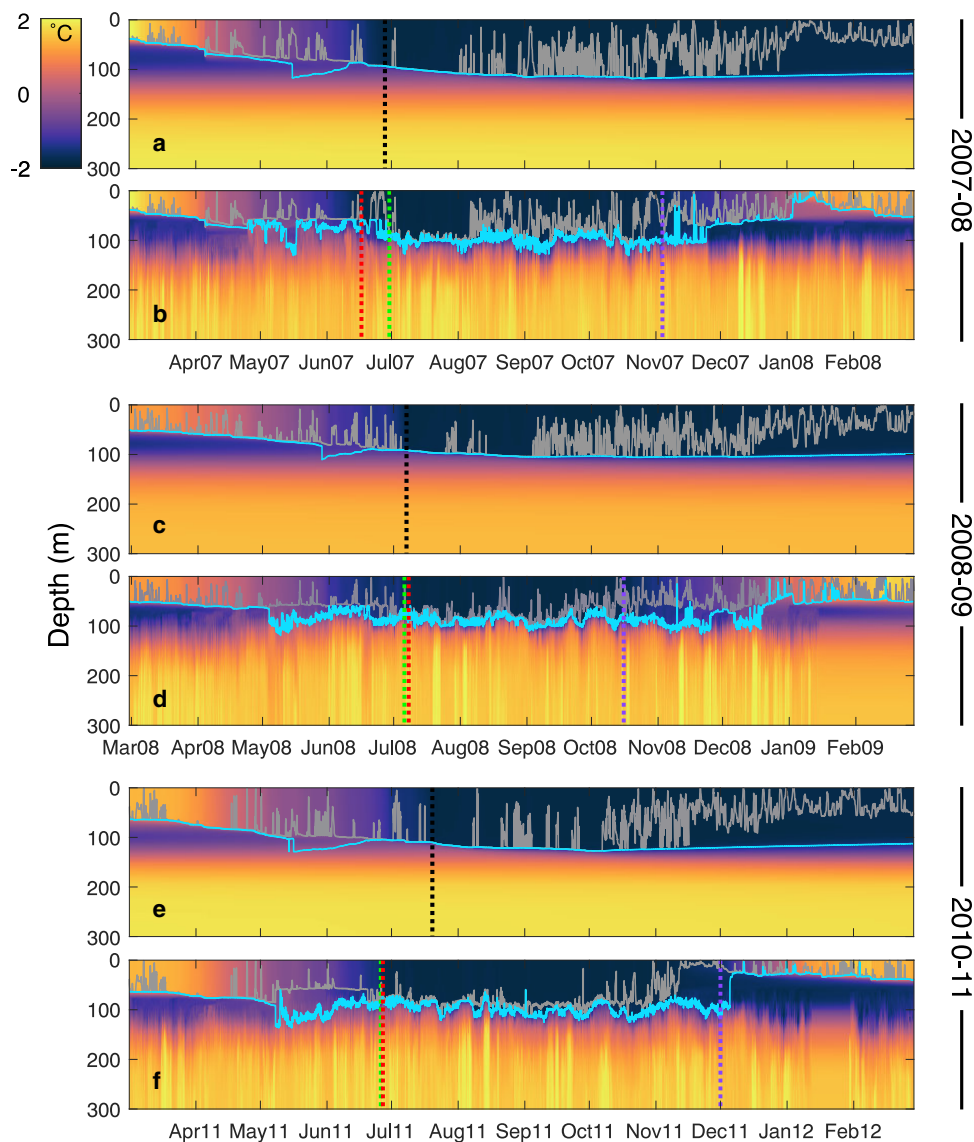 2
°C
0
-2
0
100
200
300
a
0
100
200
300
b
Apr07 May07 Jun07 Jul07 Aug07 Sep07 Oct07 Nov07 Dec07 Jan08 Feb08
2007-08
0
100
200
300
c
Depth (m)
0
100
200
300
d
Mar08 Apr08 May08 Jun08 Jul08 Aug08 Sep08 Oct08 Nov08 Dec08 Jan09 Feb09
2008-09
0
100
200
300
e
0
100
200
300
f
Apr11 May11 Jun11 Jul11 Aug11 Sep11 Oct11 Nov11 Dec11 Jan12 Feb12
2010-11